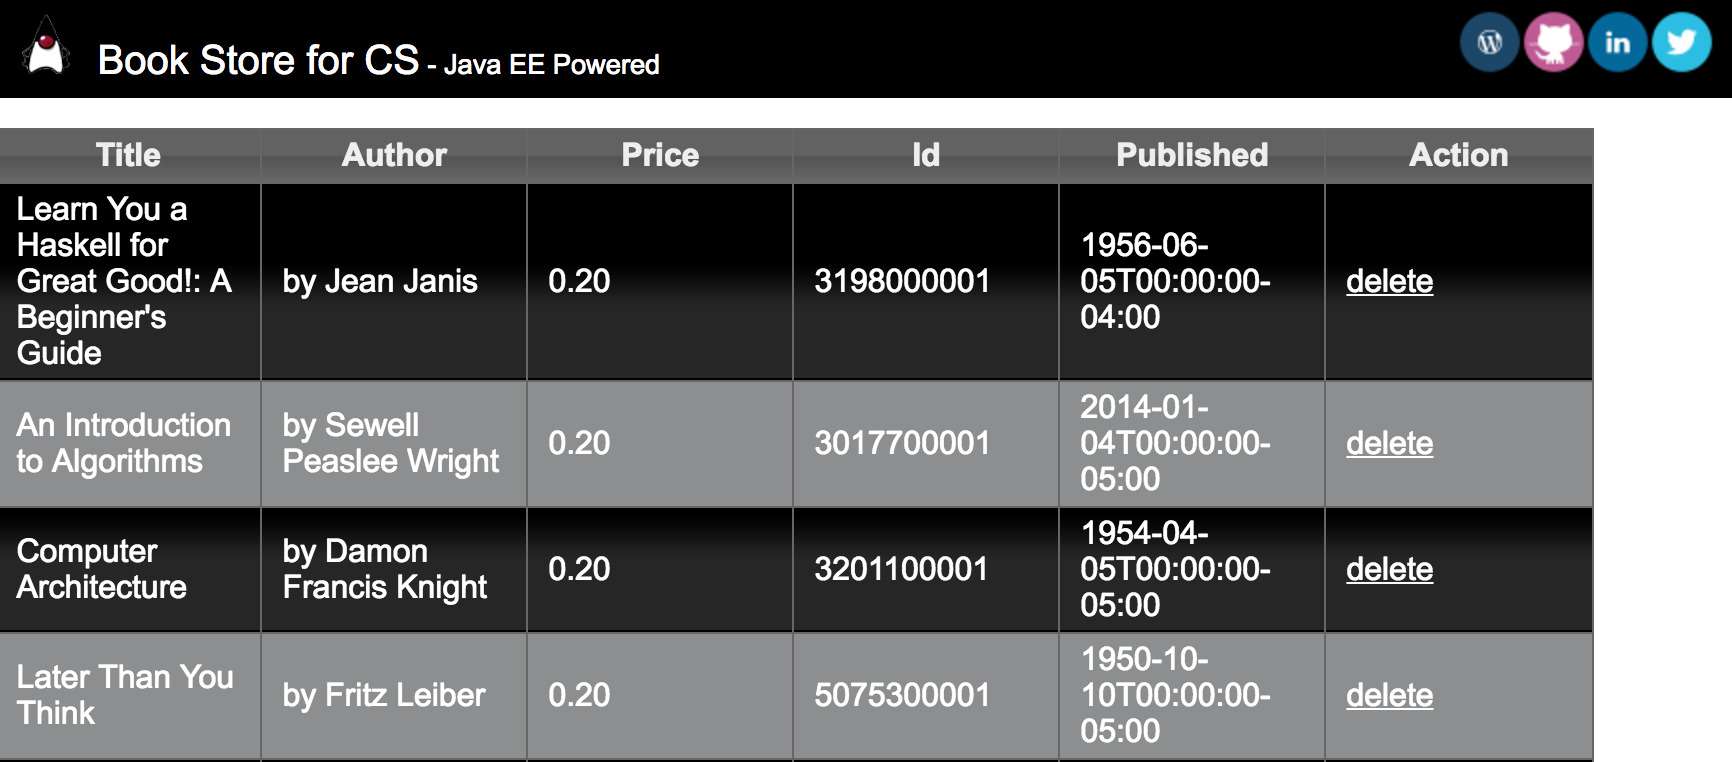 Book Store for CS - Java EE Powered
Title Author Price Id Published Action
Learn You a
Haskell for
Great Good!: A
Beginner's
Guide
by Jean Janis
0.20
3198000001
1956-06-
05T00:00:00-
04:00
delete
An Introduction
to Algorithms
by Sewell
Peaslee Wright
0.20
3017700001
2014-01-
04T00:00:00-
05:00
delete
Computer
Architecture
by Damon
Francis Knight
0.20
3201100001
1954-04-
05T00:00:00-
05:00
delete
Later Than You
Think
by Fritz Leiber
0.20
5075300001
1950-10-
10T00:00:00-
05:00
delete